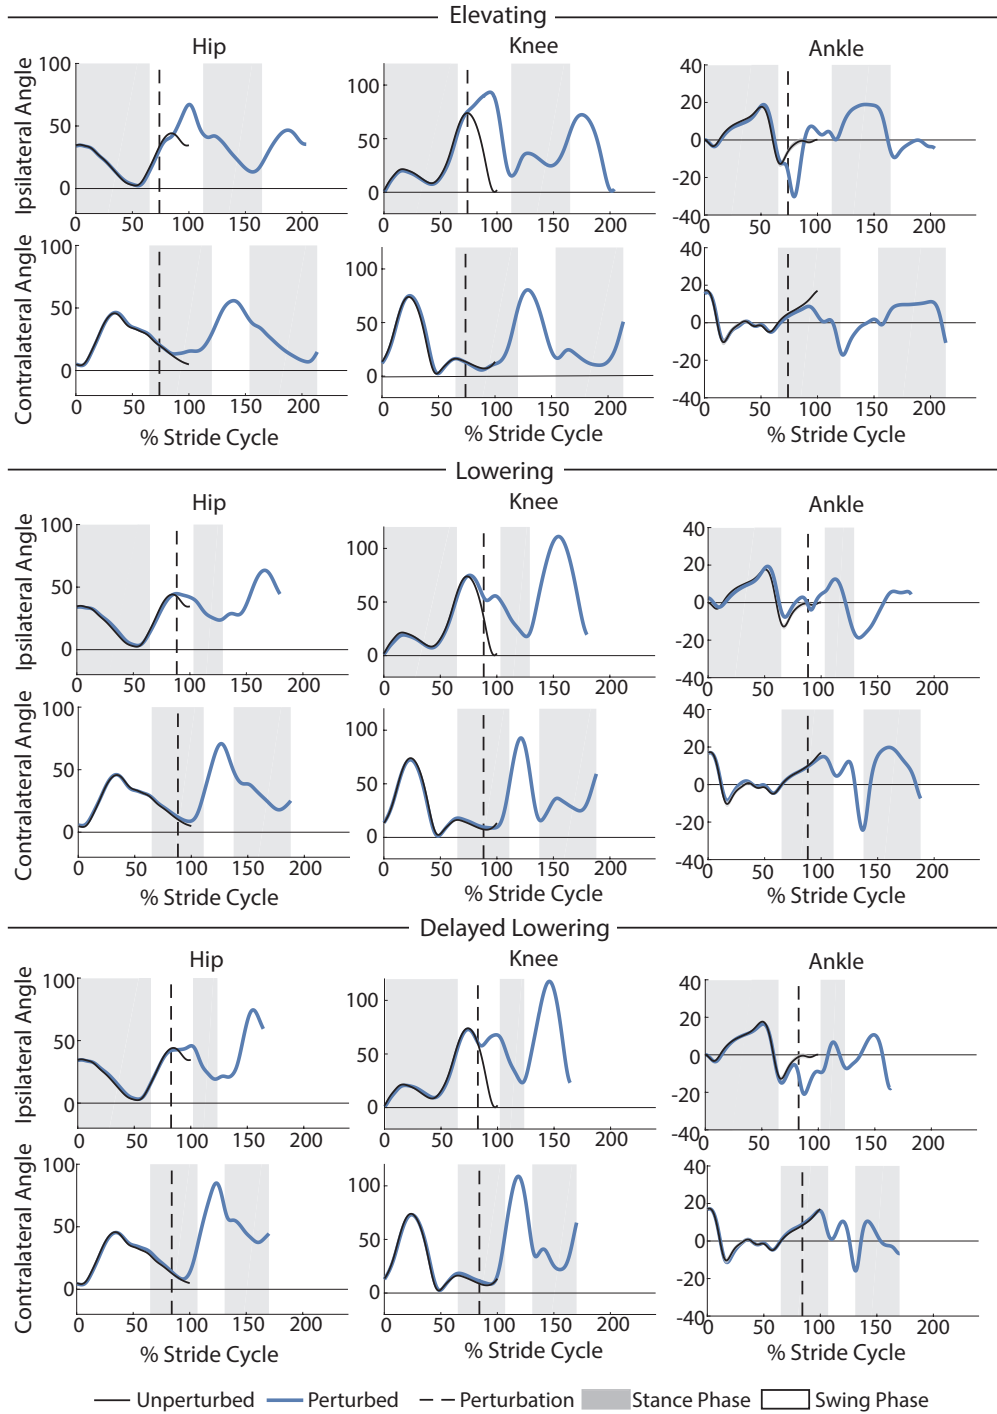 Elevating
Hip
Knee
Ankle
Ipsilateral Angle
100
50
0
0 50 100 150 200
100
50
0
0 50 100 150 200
40
20
0
-20
-40
0 50 100 150 200
Contralateral Angle
100
50
0
0 50 100 150 200
100
50
0
0 50 100 150 200
40
20
0
-20
-40
0 50 100 150 200
% Stride Cycle
% Stride Cycle
% Stride Cycle
Lowering
Hip
Knee
Ankle
Ipsilateral Angle
100
50
0
0 50 100 150 200
100
50
0
0 50 100 150 200
40
20
0
-20
-40
0 50 100 150 200
Contralateral Angle
100
50
0
0 50 100 150 200
100
50
0
0 50 100 150 200
40
20
0
-20
-40
0 50 100 150 200
% Stride Cycle
% Stride Cycle
% Stride Cycle
Delayed Lowering
Hip
Knee
Ankle
Ipsilateral Angle
100
50
0
0 50 100 150 200
100
50
0
0 50 100 150 200
40
20
0
-20
-40
0 50 100 150 200
Contralateral Angle
100
50
0
0 50 100 150 200
100
50
0
0 50 100 150 200
40
20
0
-20
-40
0 50 100 150 200
% Stride Cycle
% Stride Cycle
% Stride Cycle
Unperturbed Perturbed Perturbation Stance Phase Swing Phase